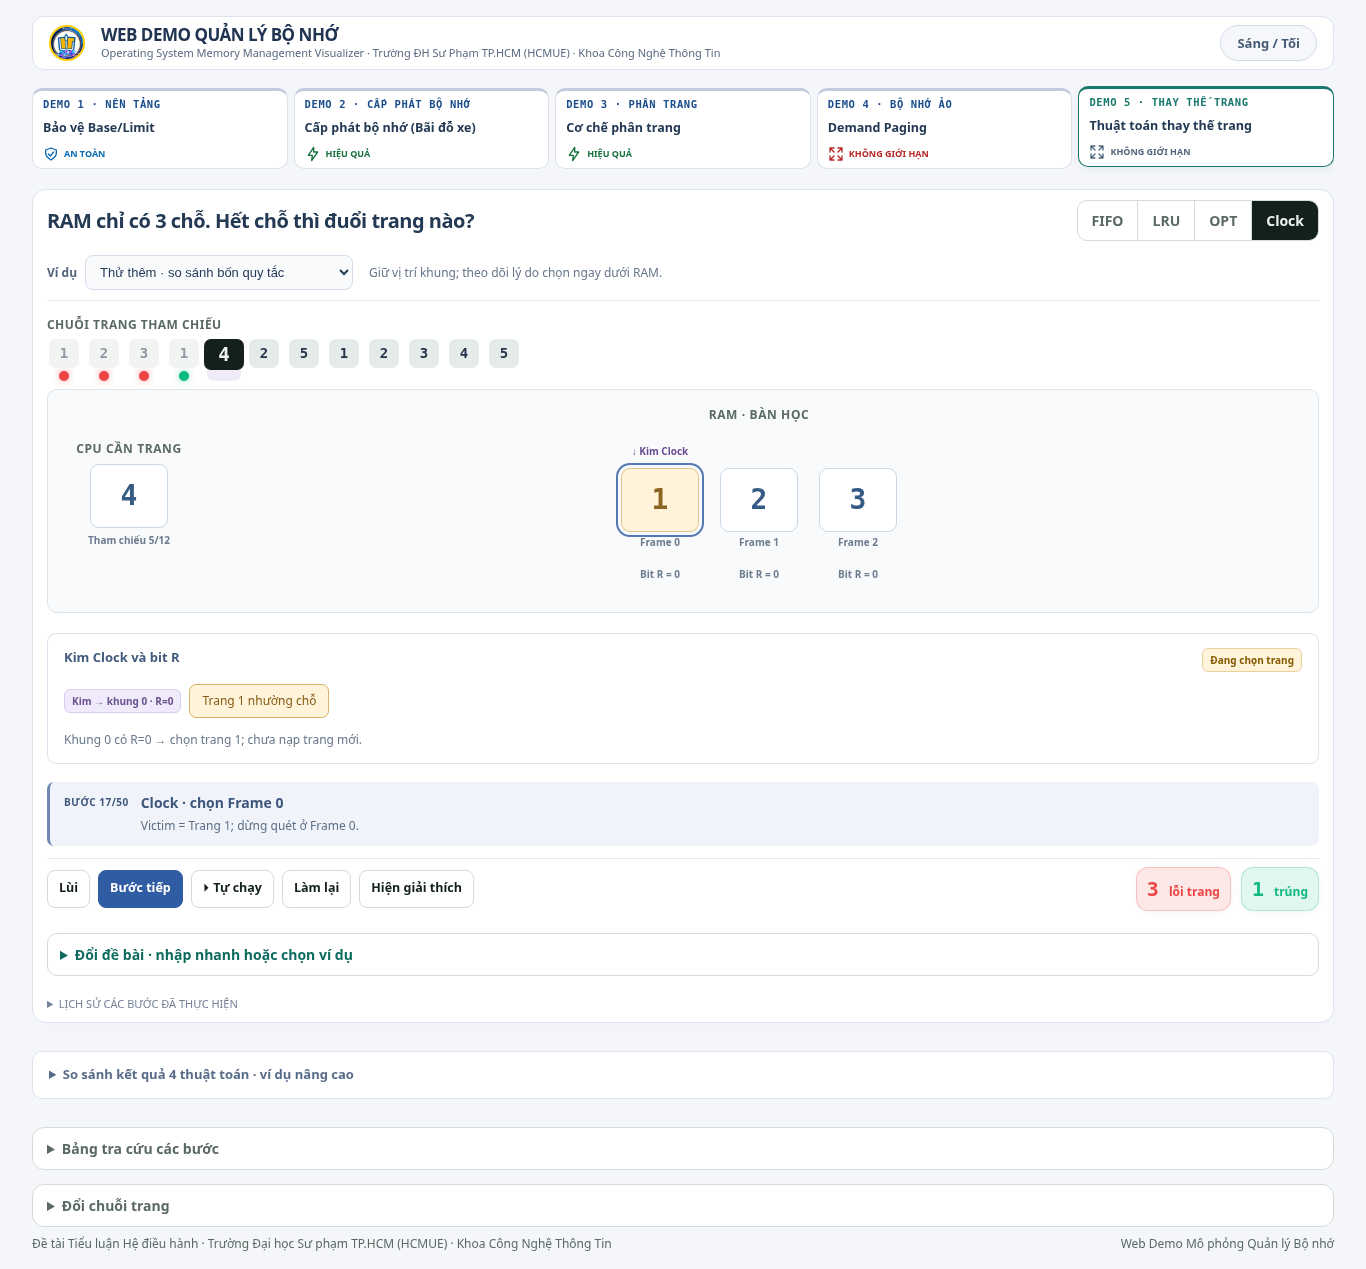 WEB DEMO QUẢN LÝ BỘ NHỚ
Operating System Memory Management Visualizer · Trường ĐH Sư Phạm TP.HCM (HCMUE) · Khoa Công Nghệ Thông Tin
Sáng / Tối
DEMO 1 · NỀN TẢNG
Bảo vệ Base/Limit
AN TOÀN
DEMO 2 · CẤP PHÁT BỘ NHỚ
Cấp phát bộ nhớ (Bãi đỗ xe)
HIỆU QUẢ
DEMO 3 · PHÂN TRANG
Cơ chế phân trang
HIỆU QUẢ
DEMO 4 · BỘ NHỚ ẢO
Demand Paging
KHÔNG GIỚI HẠN
DEMO 5 · THAY THẾ TRANG
Thuật toán thay thế trang
KHÔNG GIỚI HẠN
RAM chỉ có 3 chỗ. Hết chỗ thì đuổi trang nào?
FIFO LRU OPT Clock
Ví dụ Thử thêm · so sánh bốn quy tắc Giữ vị trí khung; theo dõi lý do chọn ngay dưới RAM.
CHUỖI TRANG THAM CHIẾU
1 2 3 1 4 2 5 1 2 3 4 5
RAM · BÀN HỌC
CPU CẦN TRANG
4
Tham chiếu 5/12
↓ Kim Clock
1 2 3
Frame 0 Frame 1 Frame 2
Bit R = 0 Bit R = 0 Bit R = 0
Kim Clock và bit R
Đang chọn trang
Kim → khung 0 · R=0 Trang 1 nhường chỗ
Khung 0 có R=0 → chọn trang 1; chưa nạp trang mới.
BƯỚC 17/50 Clock · chọn Frame 0
Victim = Trang 1; dừng quét ở Frame 0.
Lùi Bước tiếp Tự chạy Làm lại Hiện giải thích
3 lỗi trang 1 trúng
Đổi đề bài · nhập nhanh hoặc chọn ví dụ
LỊCH SỬ CÁC BƯỚC ĐÃ THỰC HIỆN
So sánh kết quả 4 thuật toán · ví dụ nâng cao
Bảng tra cứu các bước
Đổi chuỗi trang
Đề tài Tiểu luận Hệ điều hành · Trường Đại học Sư phạm TP.HCM (HCMUE) · Khoa Công Nghệ Thông Tin
Web Demo Mô phỏng Quản lý Bộ nhớ